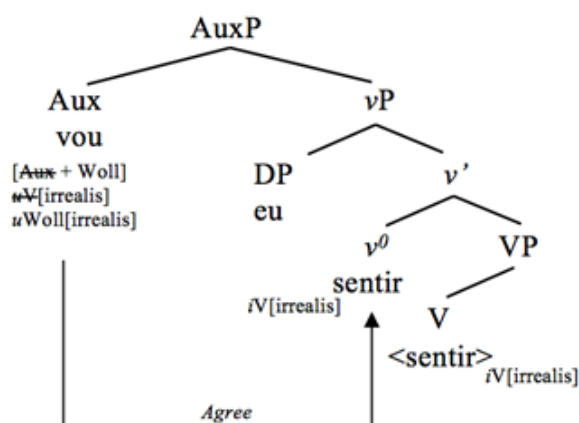 AuxP
Aux vP
vou
[Aux + Woll]
uV[irrealis]
uWoll[irrealis]
DP v’
eu
v⁰ VP
sentir
iV[irrealis]
V
<sentir>
iV[irrealis]
Agree